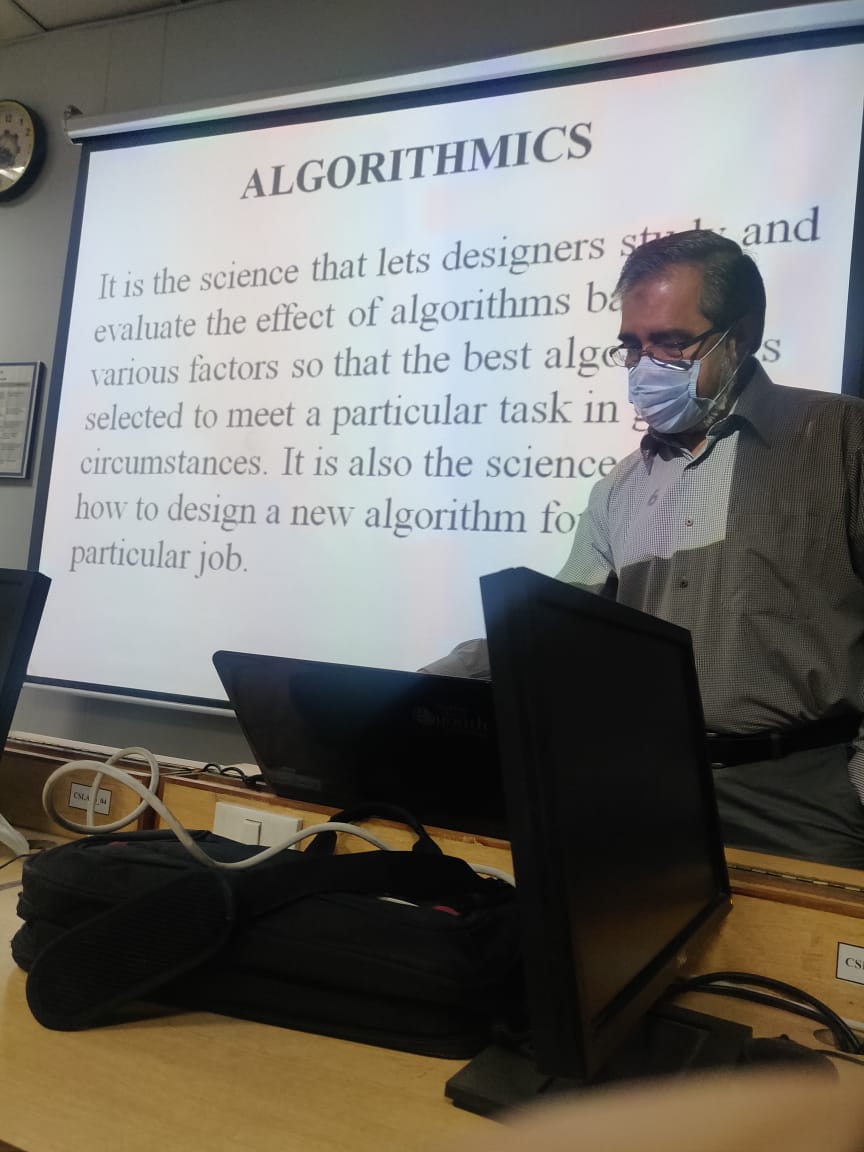 ALGORITHMICS
It is the science that lets designers study and
evaluate the effect of algorithms
various factors so that the best
selected to meet a particular task in
circumstances. It is also the science
how to design a new algorithm
particular job.